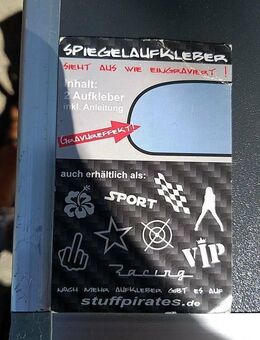 SPIEGELAUFKLEBER
SIEHT AUS WIE EINGRAVIERT !
Inhalt:
2 Aufkleber
inkl. Anleitung
GRAVUREFFEKT!
auch erhältlich als:
SPORT
VIP
Racing
NOCH MEHR AUFKLEBER GIBT ES AUF
stuffpirates.de